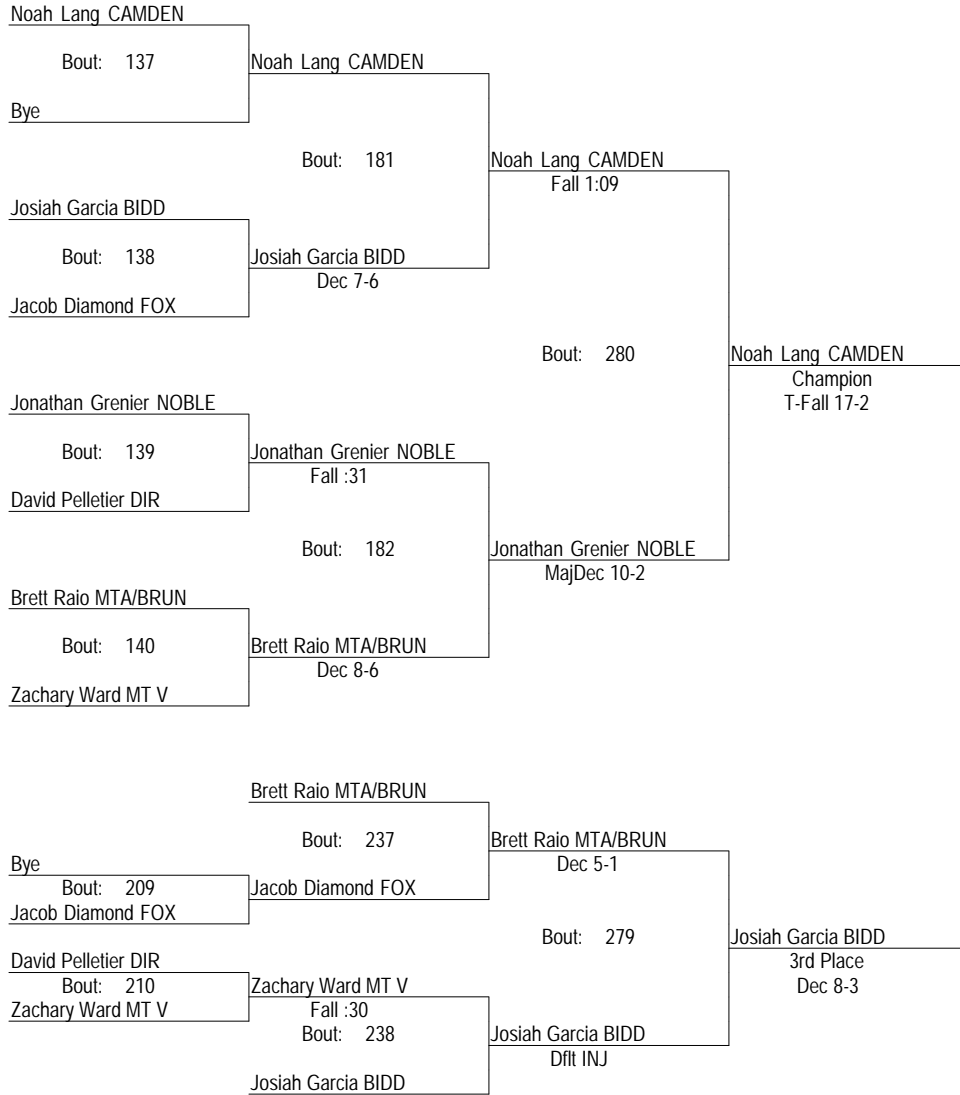 Noah Lang CAMDEN
Bout: 137
Noah Lang CAMDEN
Bye
Bout: 181
Noah Lang CAMDEN
Fall 1:09
Josiah Garcia BIDD
Bout: 138
Josiah Garcia BIDD
Dec 7-6
Jacob Diamond FOX
Bout: 280
Noah Lang CAMDEN
Champion
T-Fall 17-2
Jonathan Grenier NOBLE
Bout: 139
Jonathan Grenier NOBLE
Fall :31
David Pelletier DIR
Bout: 182
Jonathan Grenier NOBLE
MajDec 10-2
Brett Raio MTA/BRUN
Bout: 140
Brett Raio MTA/BRUN
Dec 8-6
Zachary Ward MT V
Brett Raio MTA/BRUN
Bout: 237
Brett Raio MTA/BRUN
Dec 5-1
Bye
Bout: 209
Jacob Diamond FOX
Jacob Diamond FOX
Bout: 279
Josiah Garcia BIDD
3rd Place
Dec 8-3
David Pelletier DIR
Bout: 210
Zachary Ward MT V
Zachary Ward MT V
Fall :30
Bout: 238
Josiah Garcia BIDD
Dflt INJ
Josiah Garcia BIDD